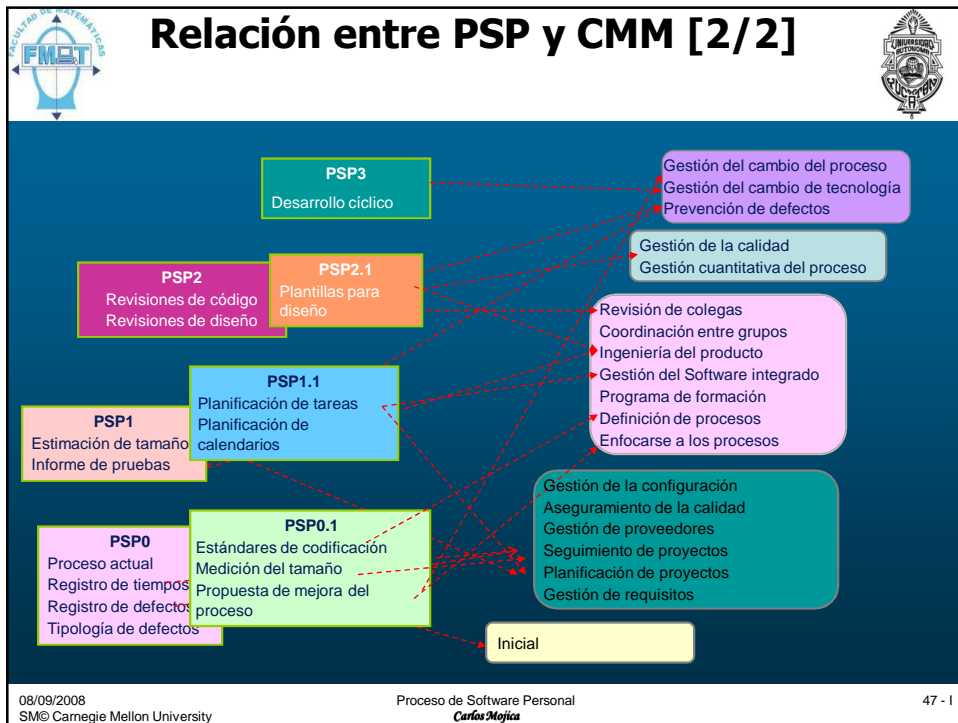 Relación entre PSP y CMM [2/2]
FACULTAD DE MATEMÁTICAS
FMAT
UNIVERSIDAD
AUTONOMA
PSP3
Desarrollo cíclico
PSP2
Revisiones de código
Revisiones de diseño
PSP2.1
Plantillas para
diseño
PSP1
Estimación de tamaño
Informe de pruebas
PSP1.1
Planificación de tareas
Planificación de
calendarios
PSP0
Proceso actual
Registro de tiempos
Registro de defectos
Tipología de defectos
PSP0.1
Estándares de codificación
Medición del tamaño
Propuesta de mejora del
proceso
Gestión del cambio del proceso
Gestión del cambio de tecnología
Prevención de defectos
Gestión de la calidad
Gestión cuantitativa del proceso
Revisión de colegas
Coordinación entre grupos
Ingeniería del producto
Gestión del Software integrado
Programa de formación
Definición de procesos
Enfocarse a los procesos
Gestión de la configuración
Aseguramiento de la calidad
Gestión de proveedores
Seguimiento de proyectos
Planificación de proyectos
Gestión de requisitos
Inicial
08/09/2008
SM© Carnegie Mellon University
Proceso de Software Personal
Carlos Mojica
47 - I